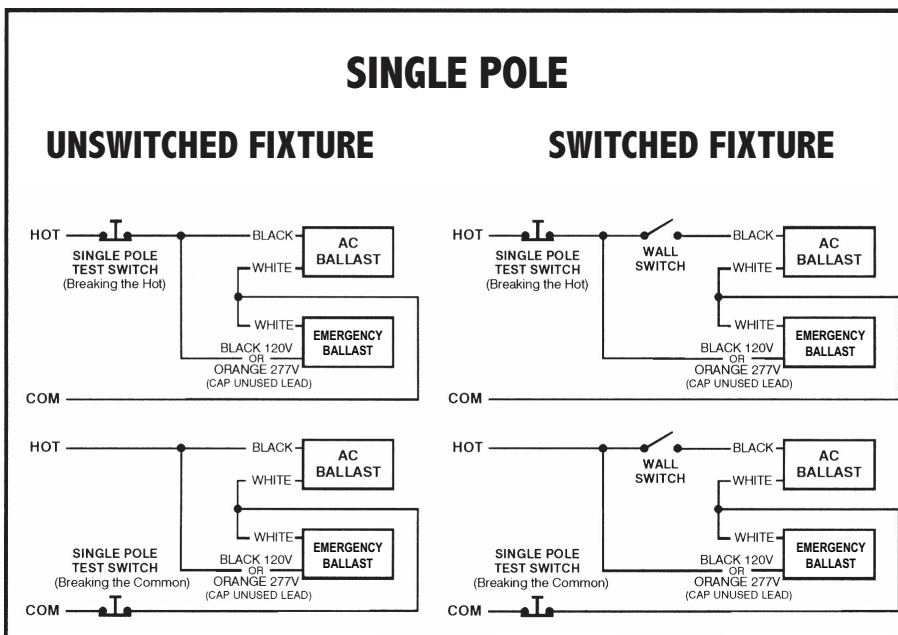 SINGLE POLE
UNSWITCHED FIXTURE
HOT
SINGLE POLE
TEST SWITCH
(Breaking the Hot)
BLACK
AC
BALLAST
WHITE
WHITE
EMERGENCY
BALLAST
BLACK 120V
OR
ORANGE 277V
(CAP UNUSED LEAD)
COM
HOT
BLACK
AC
BALLAST
WHITE
WHITE
EMERGENCY
BALLAST
SINGLE POLE
TEST SWITCH
(Breaking the Common)
BLACK 120V
OR
ORANGE 277V
(CAP UNUSED LEAD)
COM
SWITCHED FIXTURE
HOT
SINGLE POLE
TEST SWITCH
(Breaking the Hot)
WALL
SWITCH
BLACK
AC
BALLAST
WHITE
WHITE
EMERGENCY
BALLAST
BLACK 120V
OR
ORANGE 277V
(CAP UNUSED LEAD)
COM
HOT
WALL
SWITCH
BLACK
AC
BALLAST
WHITE
WHITE
EMERGENCY
BALLAST
SINGLE POLE
TEST SWITCH
(Breaking the Common)
BLACK 120V
OR
ORANGE 277V
(CAP UNUSED LEAD)
COM